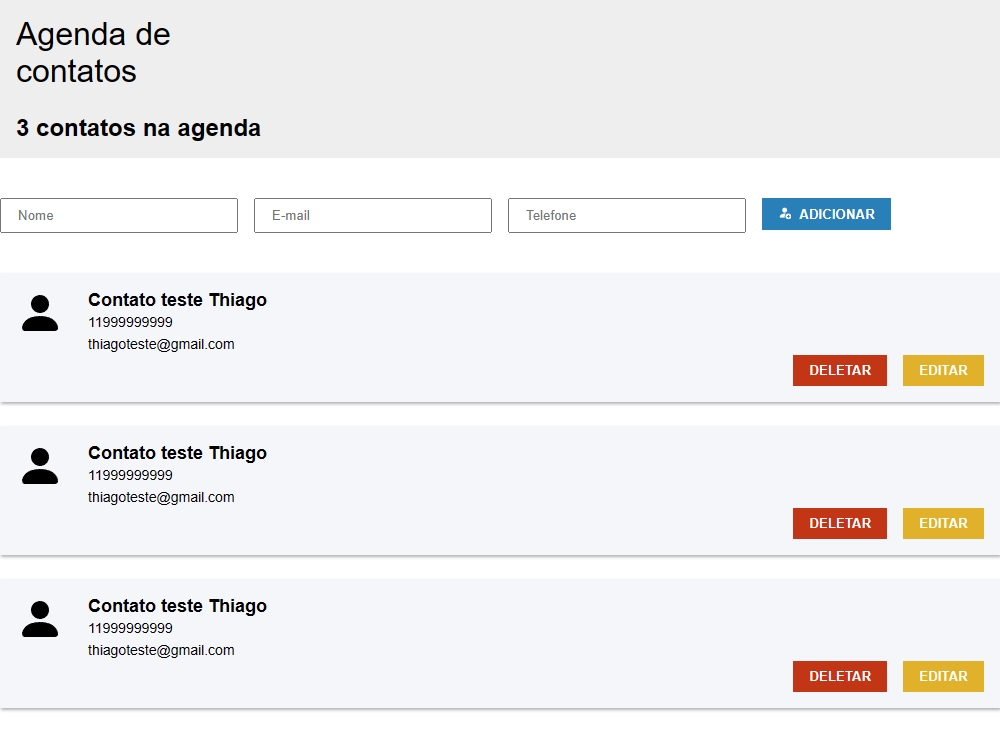 Agenda de
contatos
3 contatos na agenda
Nome E-mail Telefone ADICIONAR
Contato teste Thiago
11999999999
thiagoteste@gmail.com
DELETAR EDITAR
Contato teste Thiago
11999999999
thiagoteste@gmail.com
DELETAR EDITAR
Contato teste Thiago
11999999999
thiagoteste@gmail.com
DELETAR EDITAR